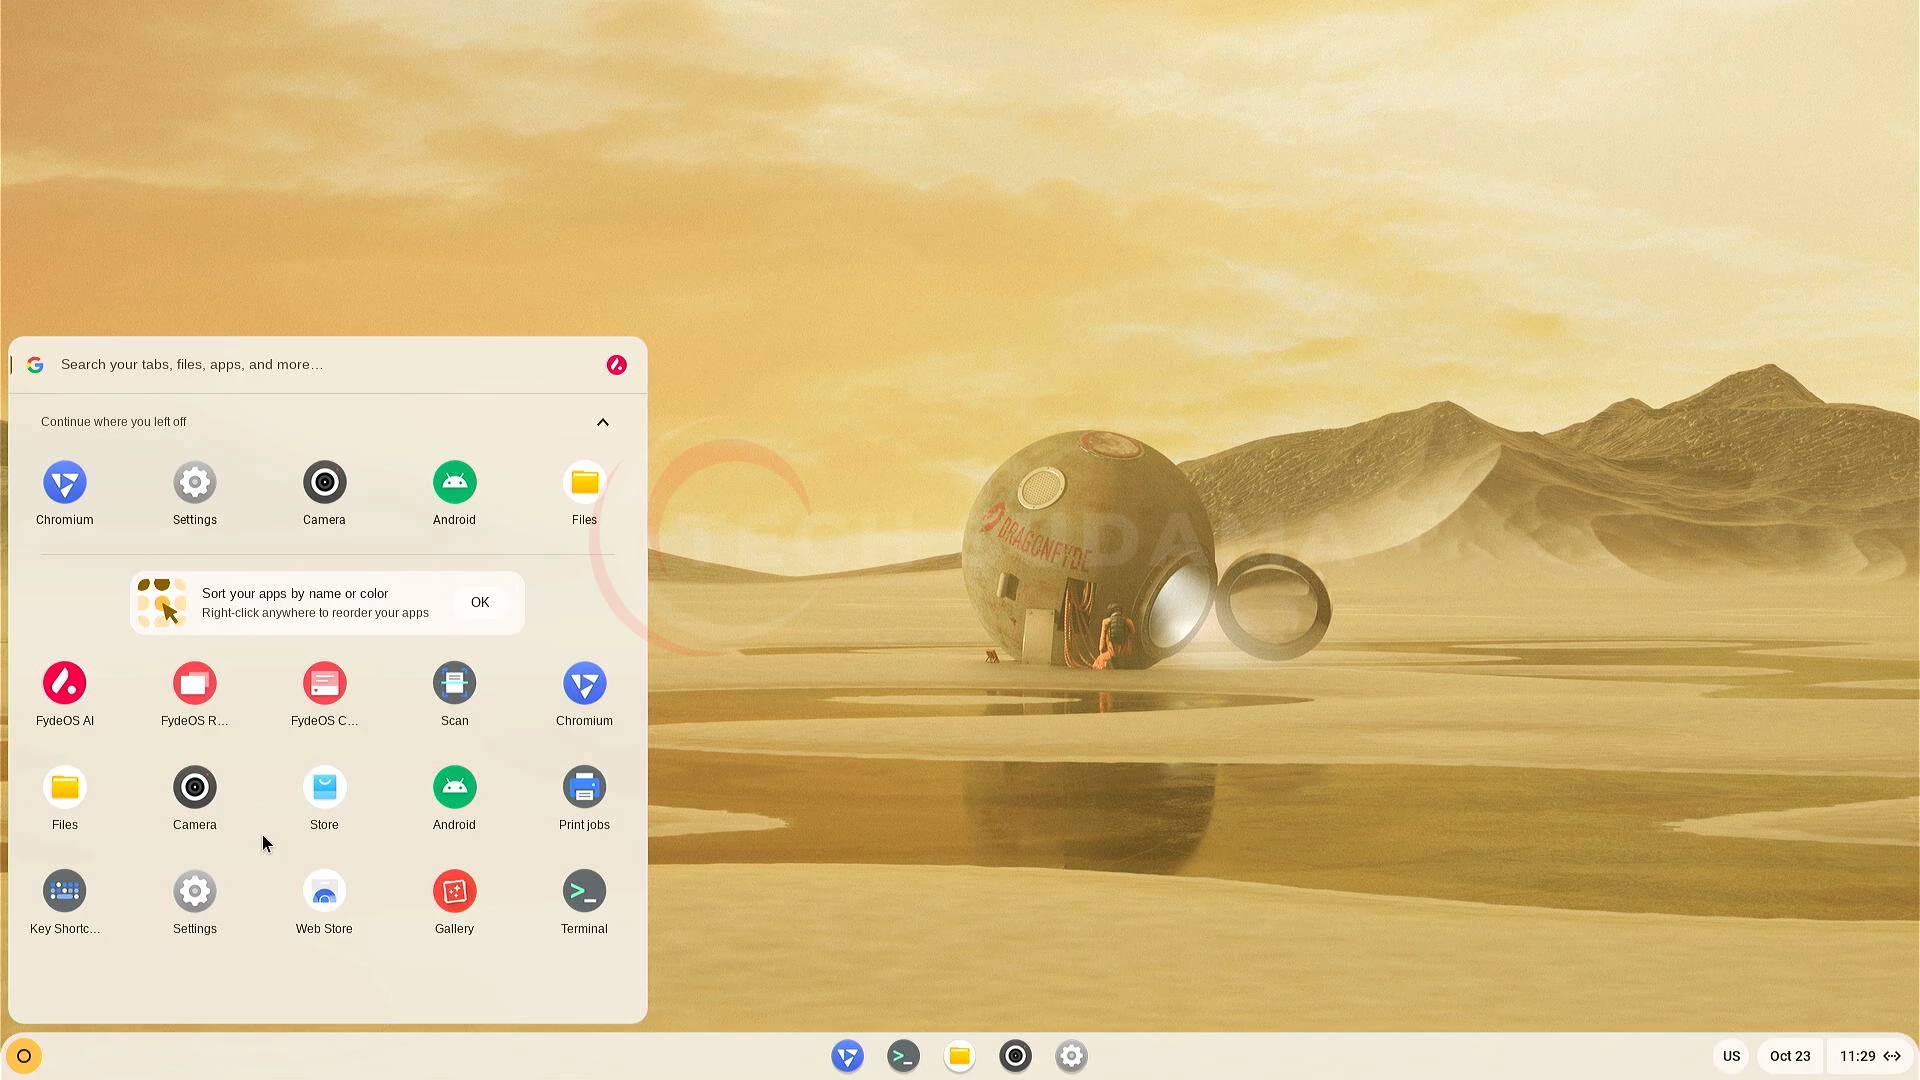 Search your tabs, files, apps, and more…
Continue where you left off
Chromium
Settings
Camera
Android
Files
Sort your apps by name or color
Right-click anywhere to reorder your apps
OK
FydeOS AI
FydeOS R…
FydeOS C…
Scan
Chromium
Files
Camera
Store
Android
Print jobs
Key Shortc…
Settings
Web Store
Gallery
Terminal
DRAGONFYDE
US
Oct 23
11:29